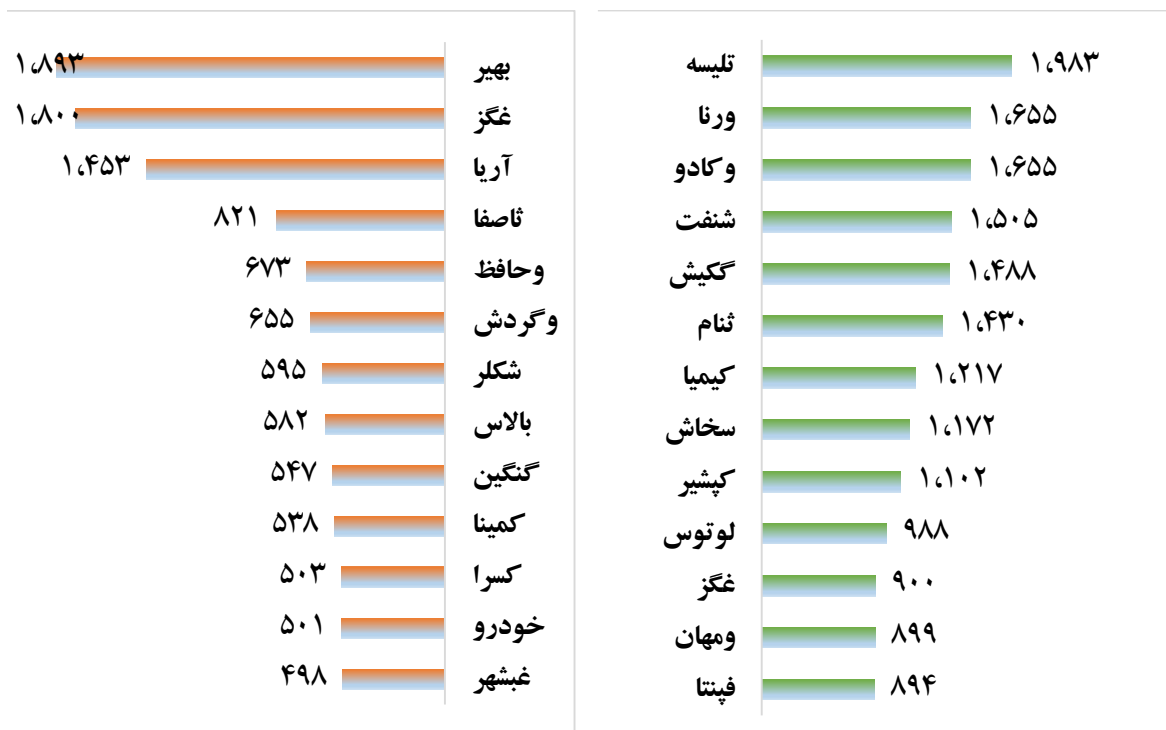 تلیسه ۱،۹۸۳
ورنا ۱،۶۵۵
وکادو ۱،۶۵۵
شنفت ۱،۵۰۵
گکیش ۱،۴۸۸
ثنام ۱،۴۳۰
کیمیا ۱،۲۱۷
سخاش ۱،۱۷۲
کپشیر ۱،۱۰۲
لوتوس ۹۸۸
غگز ۹۰۰
ومهان ۸۹۹
فپنتا ۸۹۴
بهیر ۱،۸۹۳
غگز ۱،۸۰۰
آریا ۱،۴۵۳
ثاصفا ۸۲۱
وحافظ ۶۷۳
وگردش ۶۵۵
شکلر ۵۹۵
بالاس ۵۸۲
گنگین ۵۴۷
کمینا ۵۳۸
کسرا ۵۰۳
خودرو ۵۰۱
غبشهر ۴۹۸